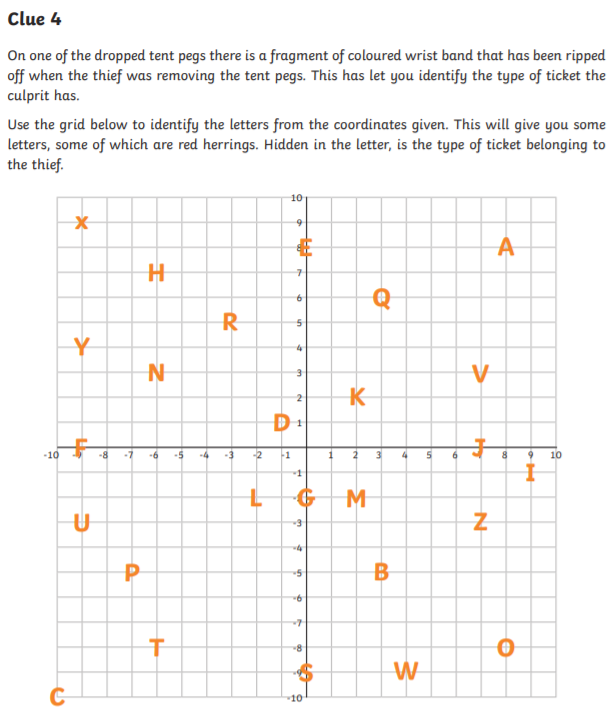 Clue 4
On one of the dropped tent pegs there is a fragment of coloured wrist band that has been ripped
off when the thief was removing the tent pegs. This has let you identify the type of ticket the
culprit has.
Use the grid below to identify the letters from the coordinates given. This will give you some
letters, some of which are red herrings. Hidden in the letter, is the type of ticket belonging to
the thief.
10
X 9
E 8 A
H 7
6 Q
R 5
Y 4
N 3 V
2 K
D 1
-10 F -9 -8 -7 -6 -5 -4 -3 -2 -1 1 2 3 4 5 6 J 7 8 9 10
-1 I
L G M
U -3 Z
-4
P -5 B
-6
-7
T -8 O
-9 S W
C -10